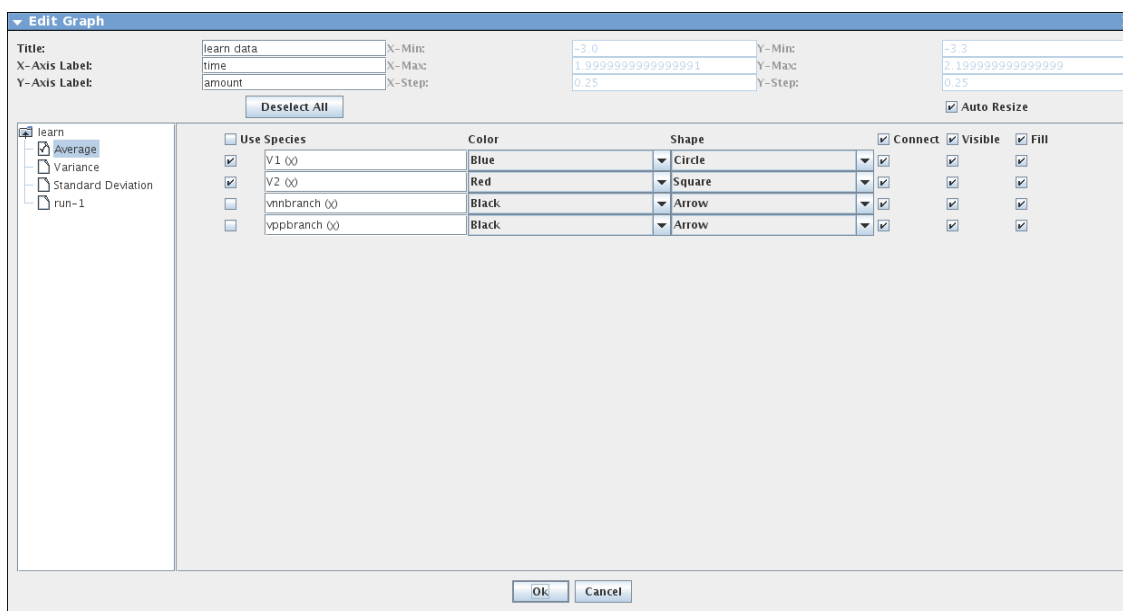 Edit Graph
Title: learn data X-Min: -3.0 Y-Min: -3.3
X-Axis Label: time X-Max: 1.9999999999999991 Y-Max: 2.199999999999999
Y-Axis Label: amount X-Step: 0.25 Y-Step: 0.25
Deselect All Auto Resize
learn
Average
Variance
Standard Deviation
run-1
Use Species Color Shape Connect Visible Fill
V1 (x) Blue Circle
V2 (x) Red Square
vnnbranch (x) Black Arrow
vppbranch (x) Black Arrow
Ok Cancel